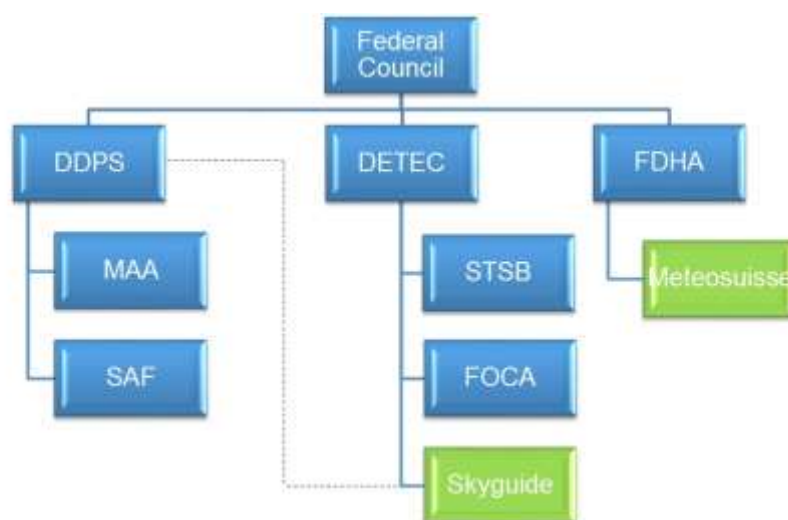 Federal
Council
DDPS
DETEC
FDHA
MAA
STSB
Meteosuisse
SAF
FOCA
Skyguide